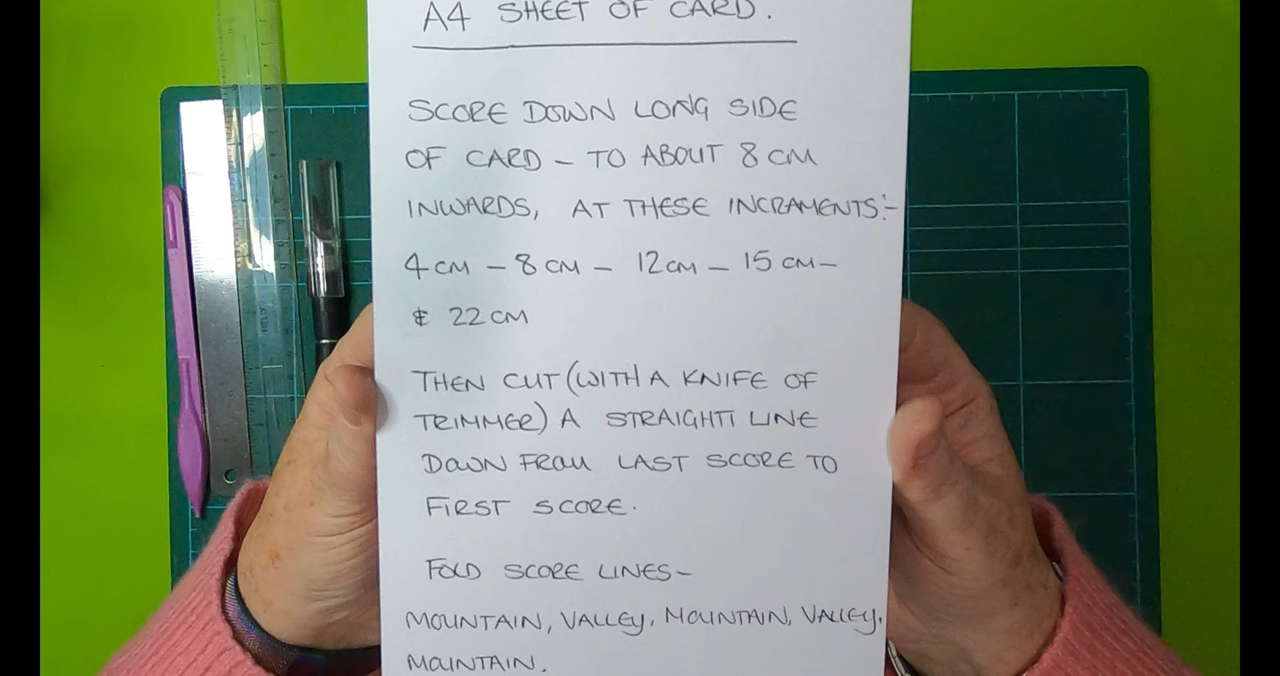 A4 SHEET OF CARD.
SCORE DOWN LONG SIDE
OF CARD – TO ABOUT 8 CM
INWARDS, AT THESE INCRAMENTS:-
4 CM – 8 CM – 12 CM – 15 CM –
& 22 CM
THEN CUT (WITH A KNIFE OF
TRIMMER) A STRAIGHT LINE
DOWN FROM LAST SCORE TO
FIRST SCORE.
FOLD SCORE LINES –
MOUNTAIN, VALLEY, MOUNTAIN, VALLEY,
MOUNTAIN.